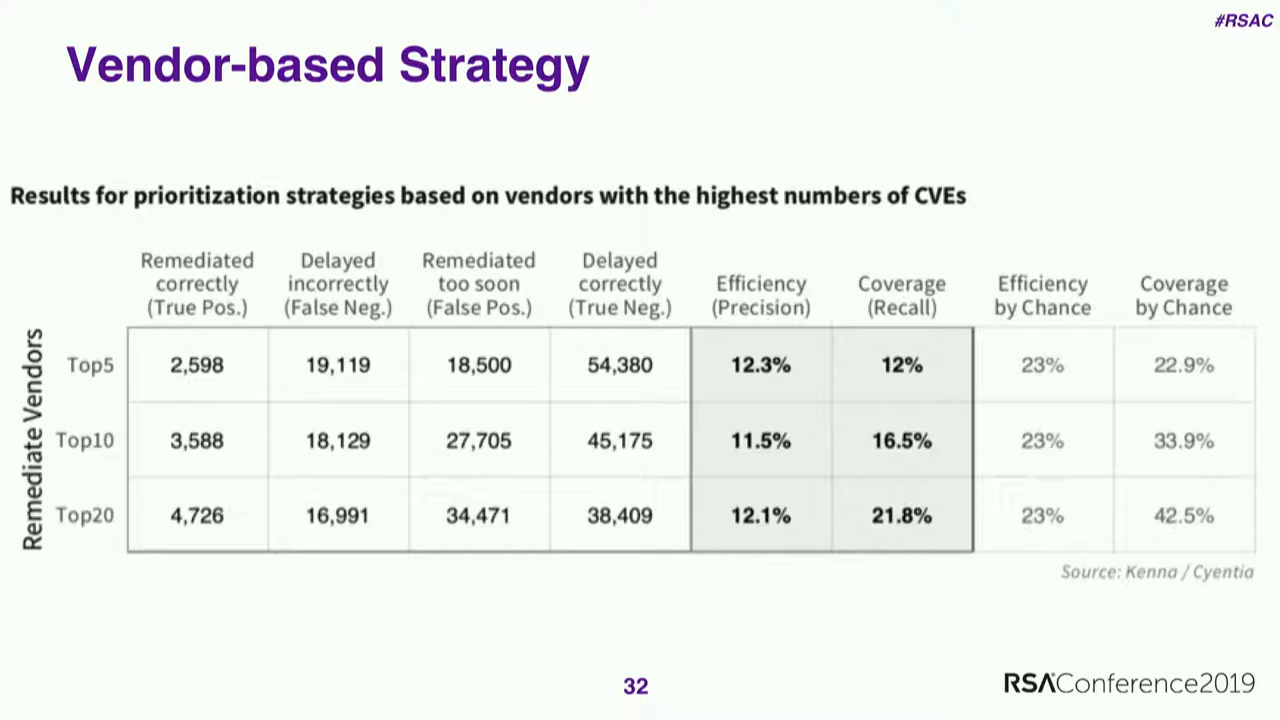 #RSAC
Vendor-based Strategy
Results for prioritization strategies based on vendors with the highest numbers of CVEs
Remediated correctly (True Pos.) Delayed incorrectly (False Neg.) Remediated too soon (False Pos.) Delayed correctly (True Neg.) Efficiency (Precision) Coverage (Recall) Efficiency by Chance Coverage by Chance
Remediate Vendors
Top5 2,598 19,119 18,500 54,380 12.3% 12% 23% 22.9%
Top10 3,588 18,129 27,705 45,175 11.5% 16.5% 23% 33.9%
Top20 4,726 16,991 34,471 38,409 12.1% 21.8% 23% 42.5%
Source: Kenna / Cyentia
32
RSAConference2019